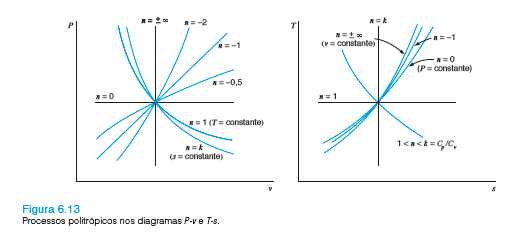 P
n = ± ∞
n = −2
n = −1
n = −0,5
n = 0
n = 1 (T = constante)
n = k
(s = constante)
v
T
n = k
n = ± ∞
(v = constante)
n = −1
n = 0
(P = constante)
n = 1
1 < n < k = Cp/Cv
s
Figura 6.13
Processos politrópicos nos diagramas P-v e T-s.